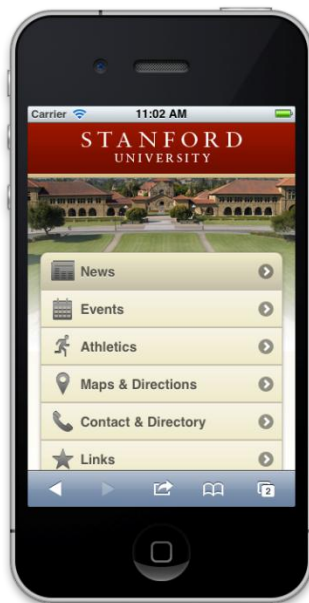 Carrier
11:02 AM
STANFORD
UNIVERSITY
News
Events
Athletics
Maps & Directions
Contact & Directory
Links
2